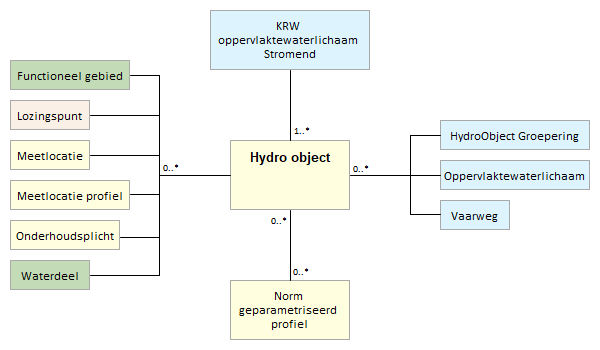 KRW
oppervlaktewaterlichaam
Stromend
Functioneel gebied
Lozingspunt
Meetlocatie
Meetlocatie profiel
Onderhoudsplicht
Waterdeel
0..*
1..*
Hydro object
0..*
0..*
0..*
HydroObject Groepering
Oppervlaktewaterlichaam
Vaarweg
Norm
geparametriseerd
profiel